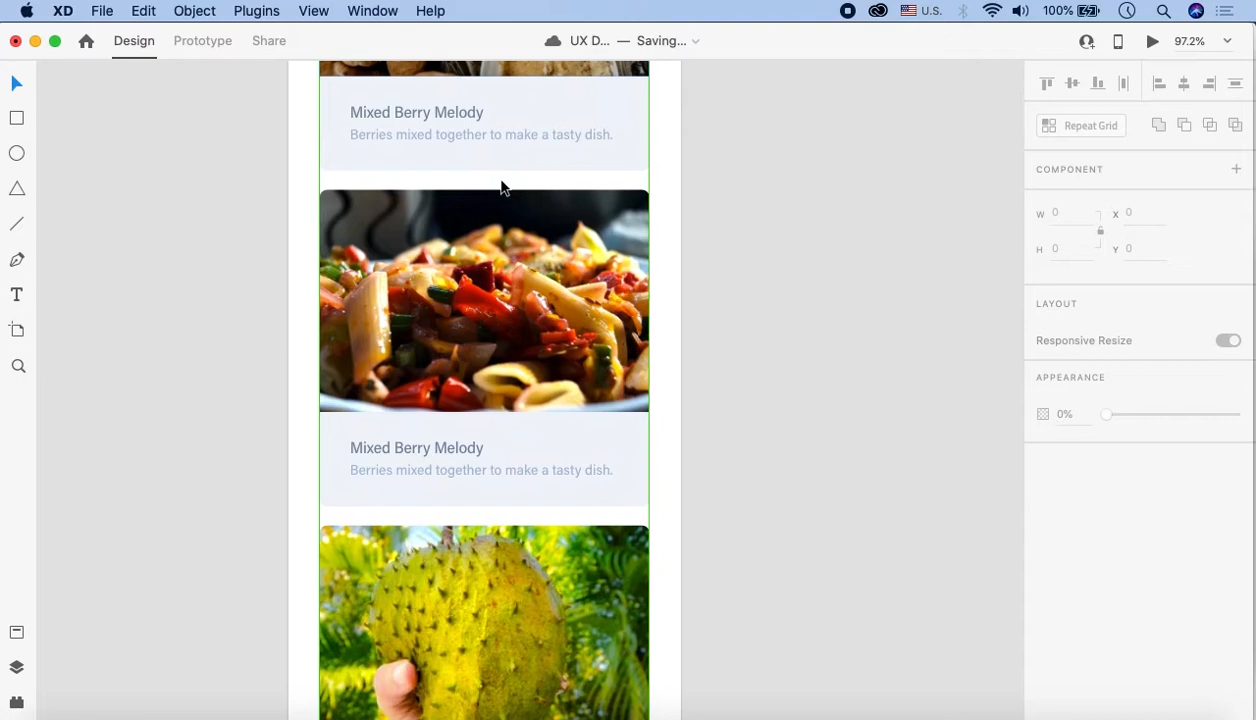 XD File Edit Object Plugins View Window Help U.S. 100%
Design Prototype Share UX D... — Saving... 97.2%
Mixed Berry Melody
Berries mixed together to make a tasty dish.
Mixed Berry Melody
Berries mixed together to make a tasty dish.
Repeat Grid
COMPONENT
W 0 X 0
H 0 Y 0
LAYOUT
Responsive Resize
APPEARANCE
0%